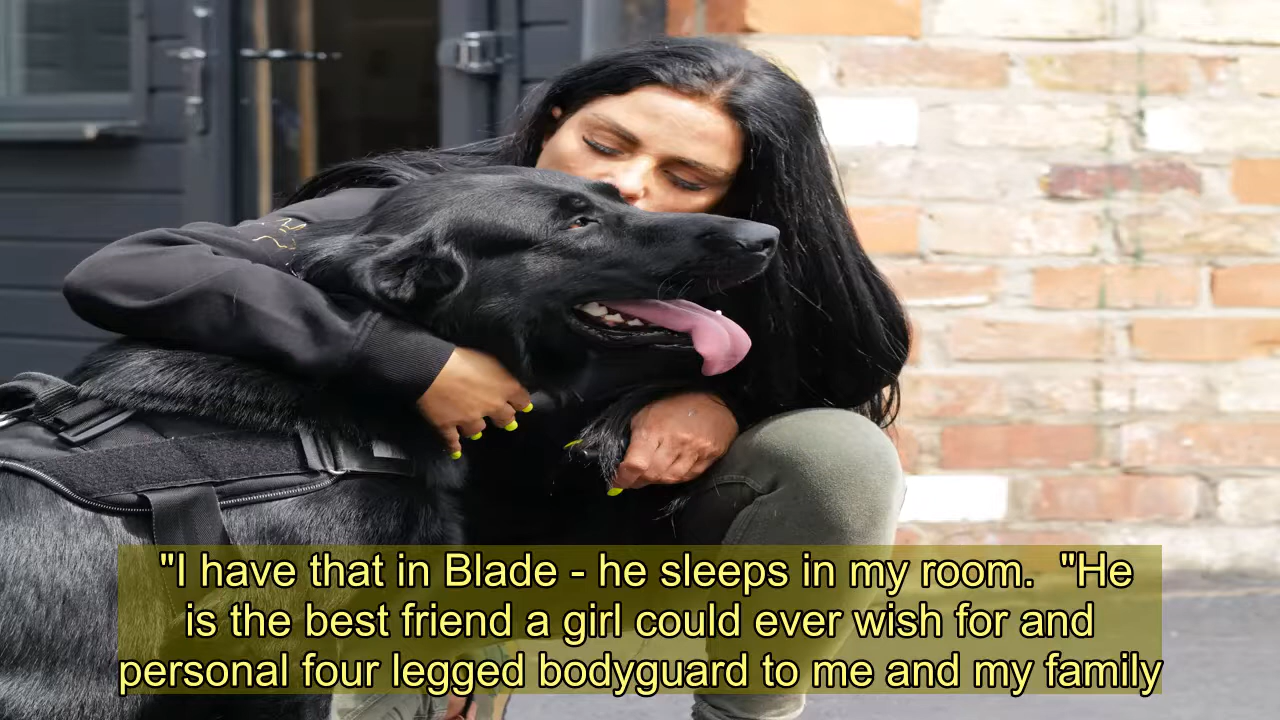 "I have that in Blade - he sleeps in my room.  "He
is the best friend a girl could ever wish for and
personal four legged bodyguard to me and my family